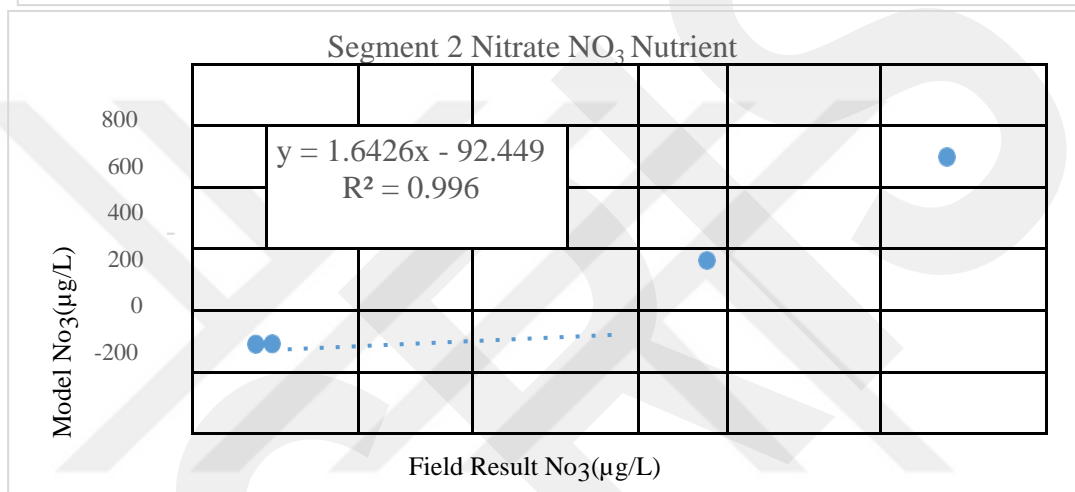 Segment 2 Nitrate NO₃ Nutrient
800
600
400
200
0
-200
Model No3(µg/L)
y = 1.6426x - 92.449
R² = 0.996
Field Result No3(µg/L)